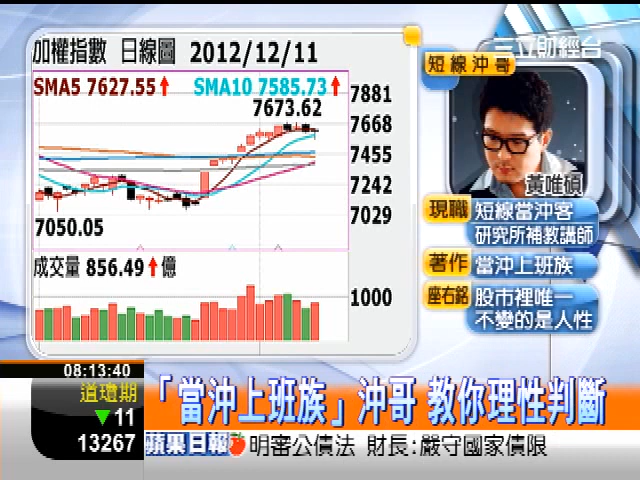 加權指數 日線圖 2012/12/11
SMA5 7627.55 SMA10 7585.73
7673.62
7881
7668
7455
7242
7029
7050.05
成交量 856.49 億
1000
三立財經台
短線沖哥
黃唯碩
現職 短線當沖客
研究所補教講師
著作 當沖上班族
座右銘 股市裡唯一
不變的是人性
08:13:40
道瓊期
▼11
13267
「當沖上班族」沖哥 教你理性判斷
蘋果日報 明審公債法 財長:嚴守國家債限